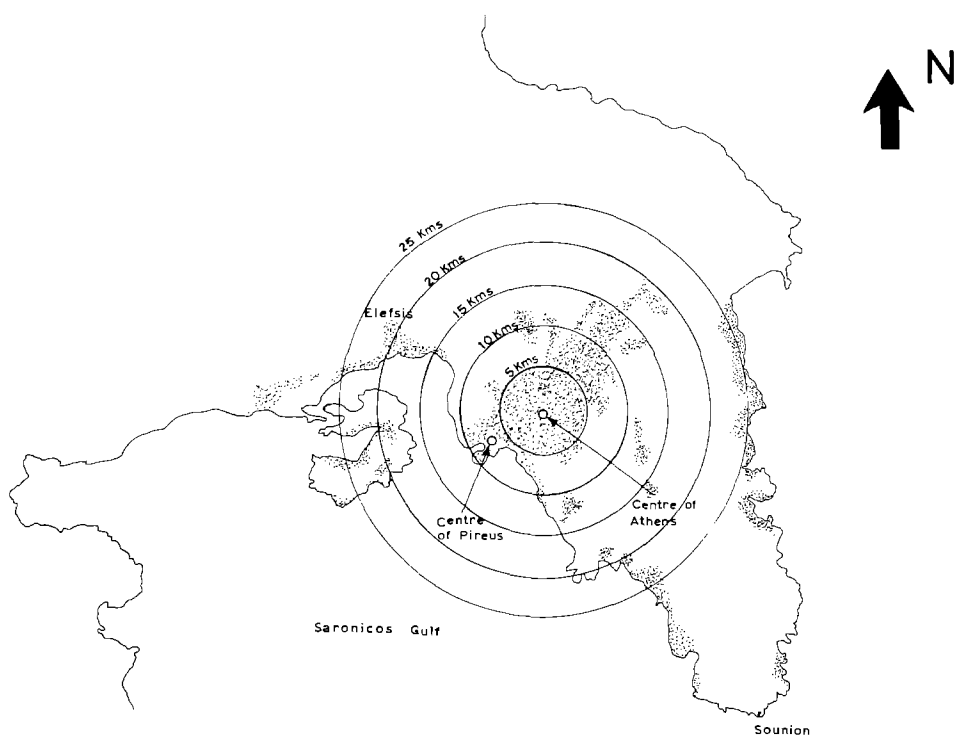 N
25 Kms
20 Kms
15 Kms
10 Kms
5 Kms
Elefsis
Centre of
Athens
Centre
of Pireus
Saronicos Gulf
Sounion